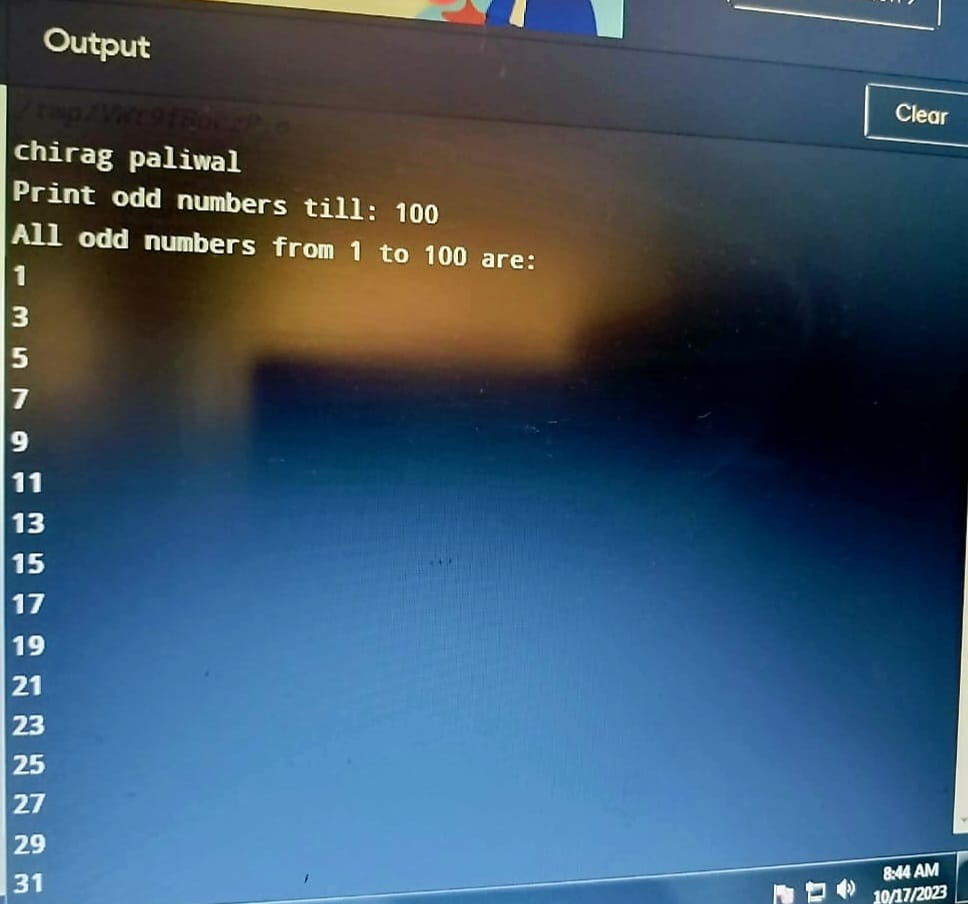 Output
Clear
chirag paliwal
Print odd numbers till: 100
All odd numbers from 1 to 100 are:
1
3
5
7
9
11
13
15
17
19
21
23
25
27
29
31
8:44 AM
10/17/2023